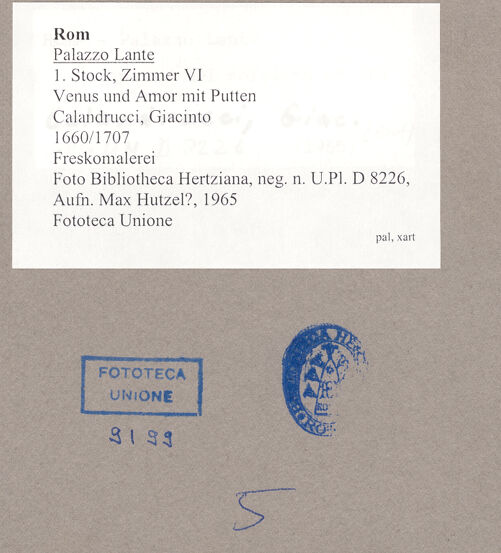 Rom
Palazzo Lante
1. Stock, Zimmer VI
Venus und Amor mit Putten
Calandrucci, Giacinto
1660/1707
Freskomalerei
Foto Bibliotheca Hertziana, neg. n. U.Pl. D 8226,
Aufn. Max Hutzel?, 1965
Fototeca Unione
pal, xart
FOTOTECA
UNIONE
9199
5